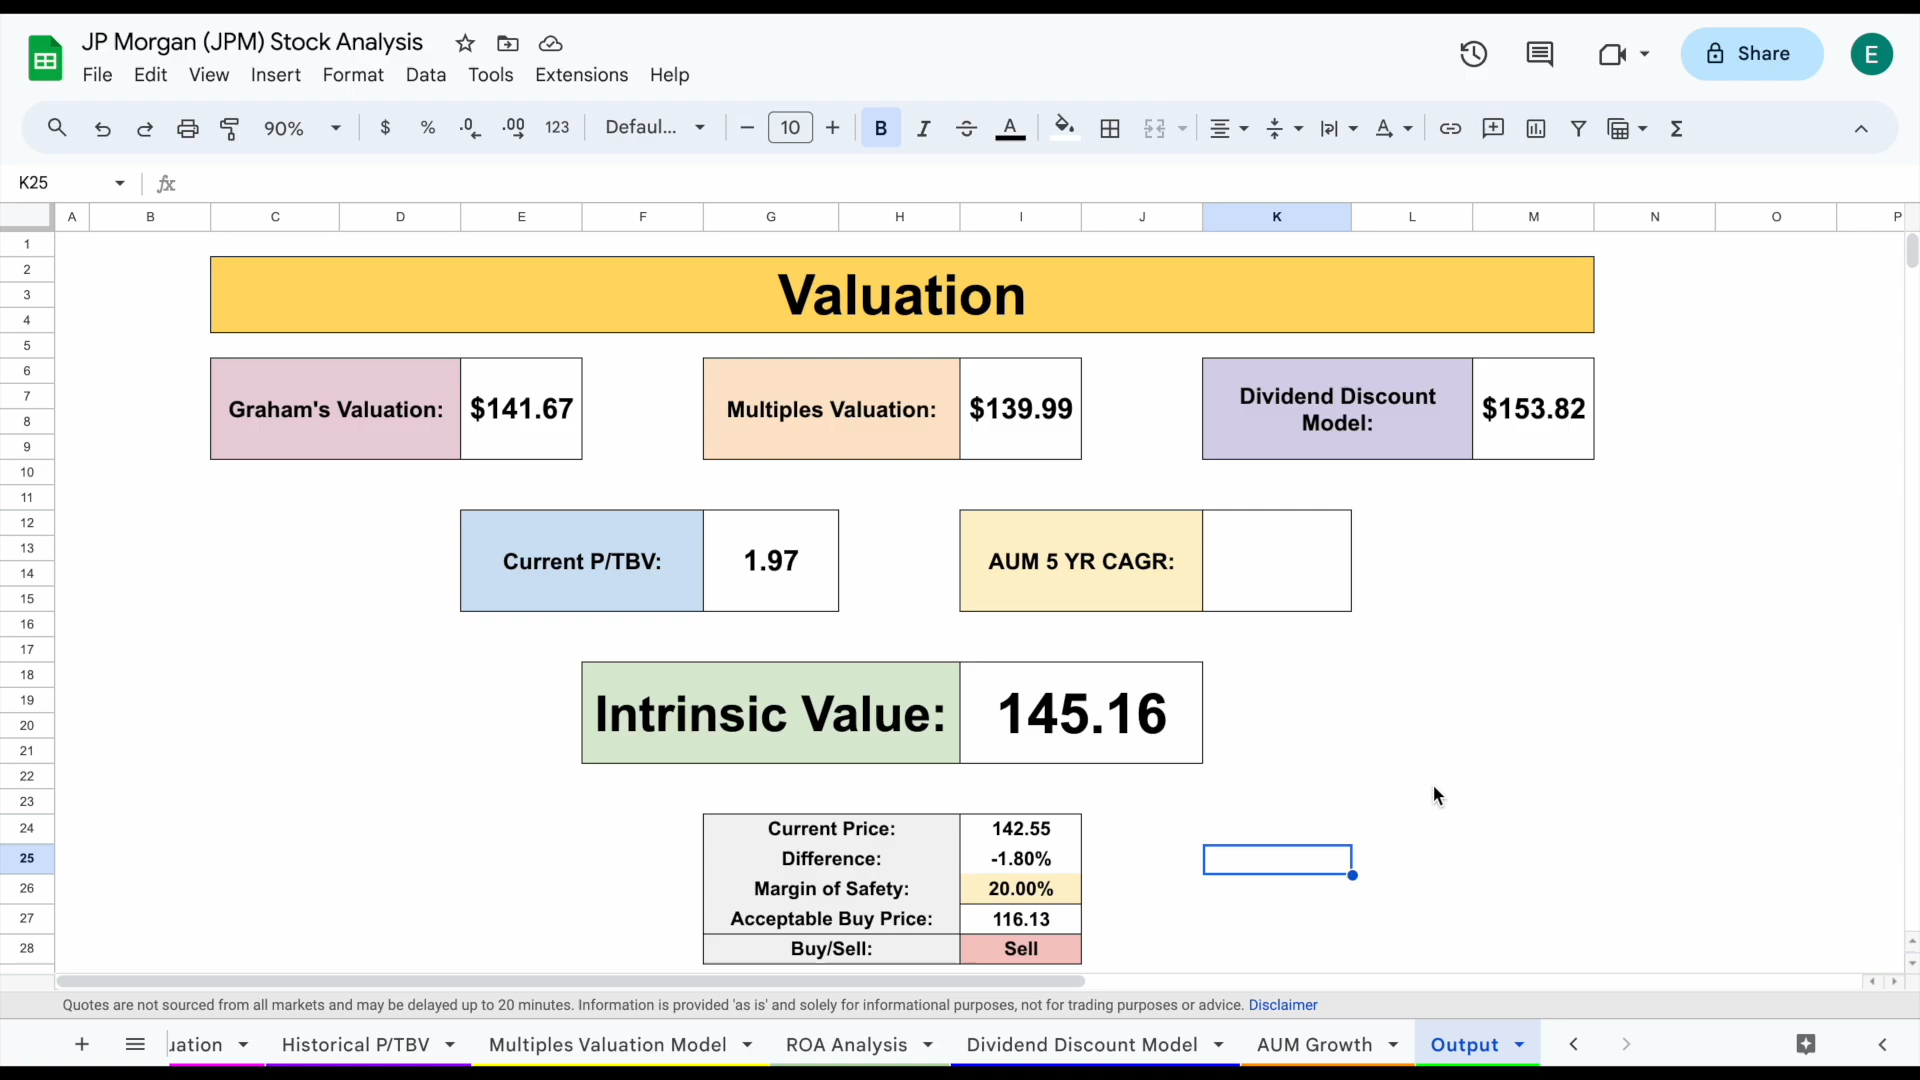 JP Morgan (JPM) Stock Analysis
File Edit View Insert Format Data Tools Extensions Help
Share
E
90% $ % .0 .00 123 Defaul... 10 B I A
K25 fx
A B C D E F G H I J K L M N O P
1
2
3
4
5
6
7
8
9
10
11
12
13
14
15
16
17
18
19
20
21
22
23
24
25
26
27
28
Valuation
Graham's Valuation: $141.67
Multiples Valuation: $139.99
Dividend Discount
Model: $153.82
Current P/TBV: 1.97
AUM 5 YR CAGR:
Intrinsic Value: 145.16
Current Price: 142.55
Difference: -1.80%
Margin of Safety: 20.00%
Acceptable Buy Price: 116.13
Buy/Sell: Sell
Quotes are not sourced from all markets and may be delayed up to 20 minutes. Information is provided 'as is' and solely for informational purposes, not for trading purposes or advice. Disclaimer
uation Historical P/TBV Multiples Valuation Model ROA Analysis Dividend Discount Model AUM Growth Output